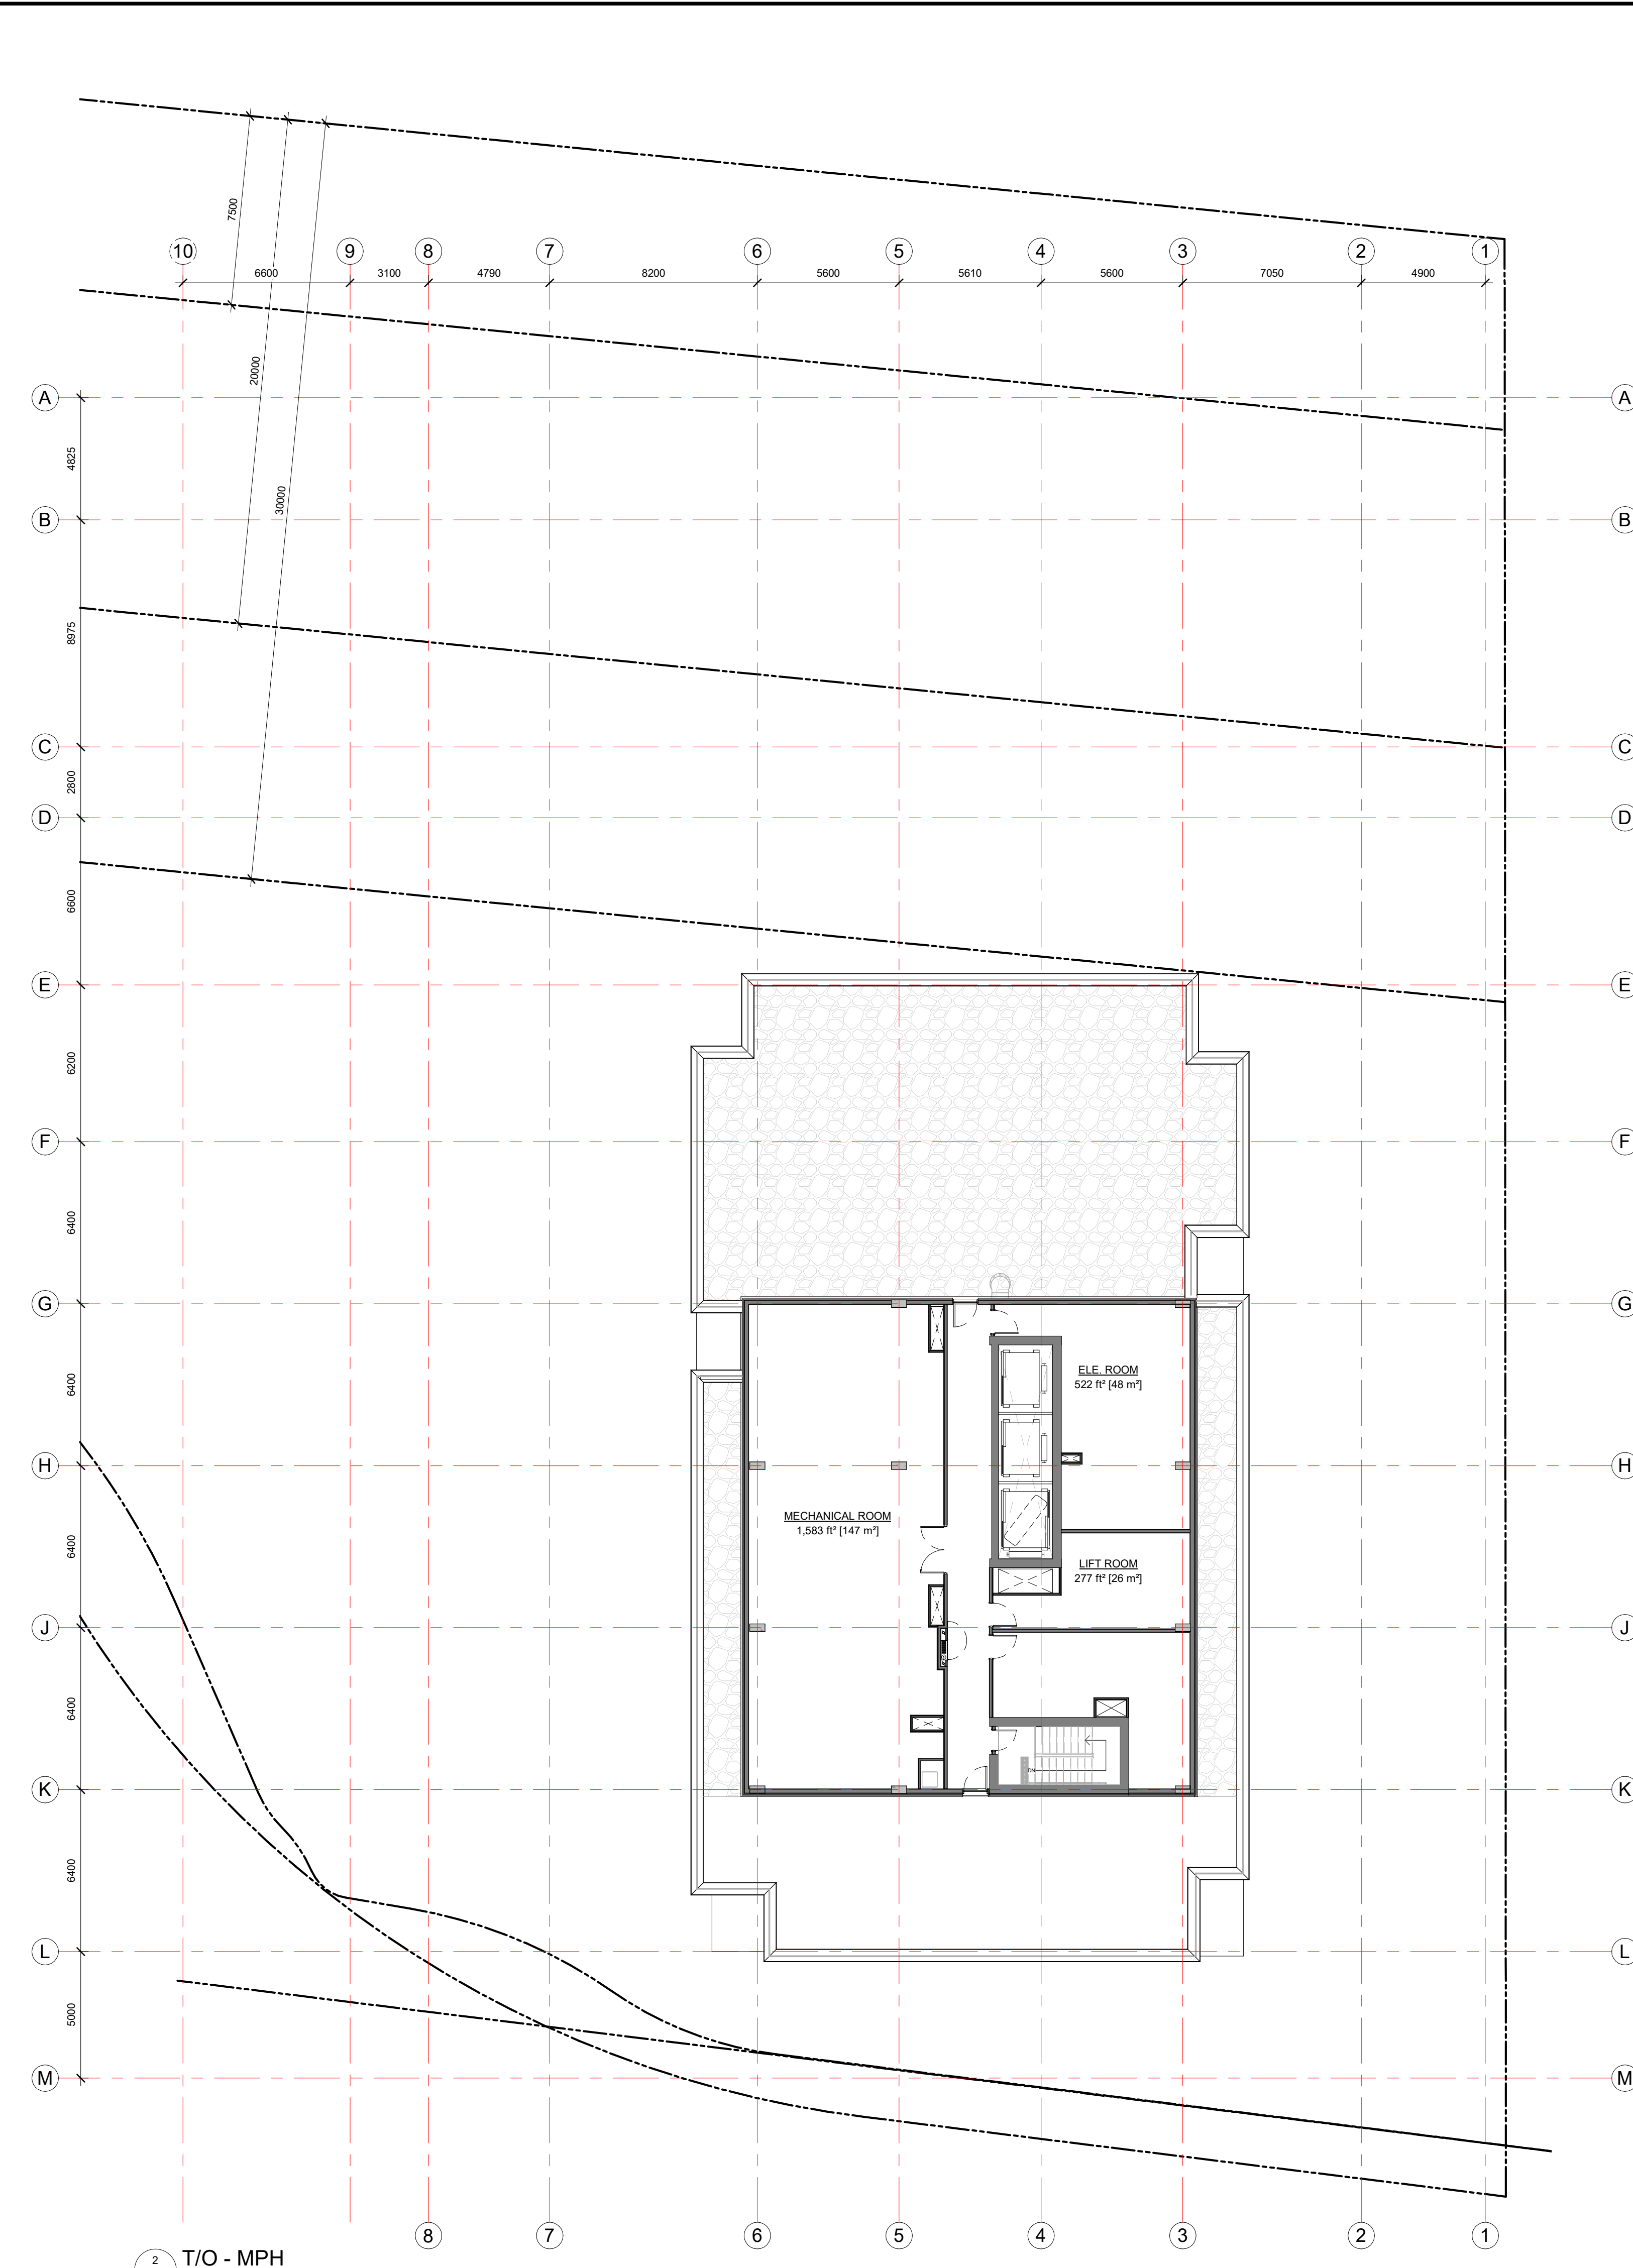 7500
20000
30000
10
9
8
7
6
5
4
3
2
1
6600
3100
4790
8200
5600
5610
5600
7050
4900
A
A
4825
B
B
8975
C
C
2800
D
D
6600
E
E
6200
F
F
6400
G
G
6400
H
H
6400
J
J
6400
K
K
6400
L
L
5000
M
M
ELE. ROOM
522 ft² [48 m²]
MECHANICAL ROOM
1,583 ft² [147 m²]
LIFT ROOM
277 ft² [26 m²]
DN
8
7
6
5
4
3
2
1
2
T/O - MPH